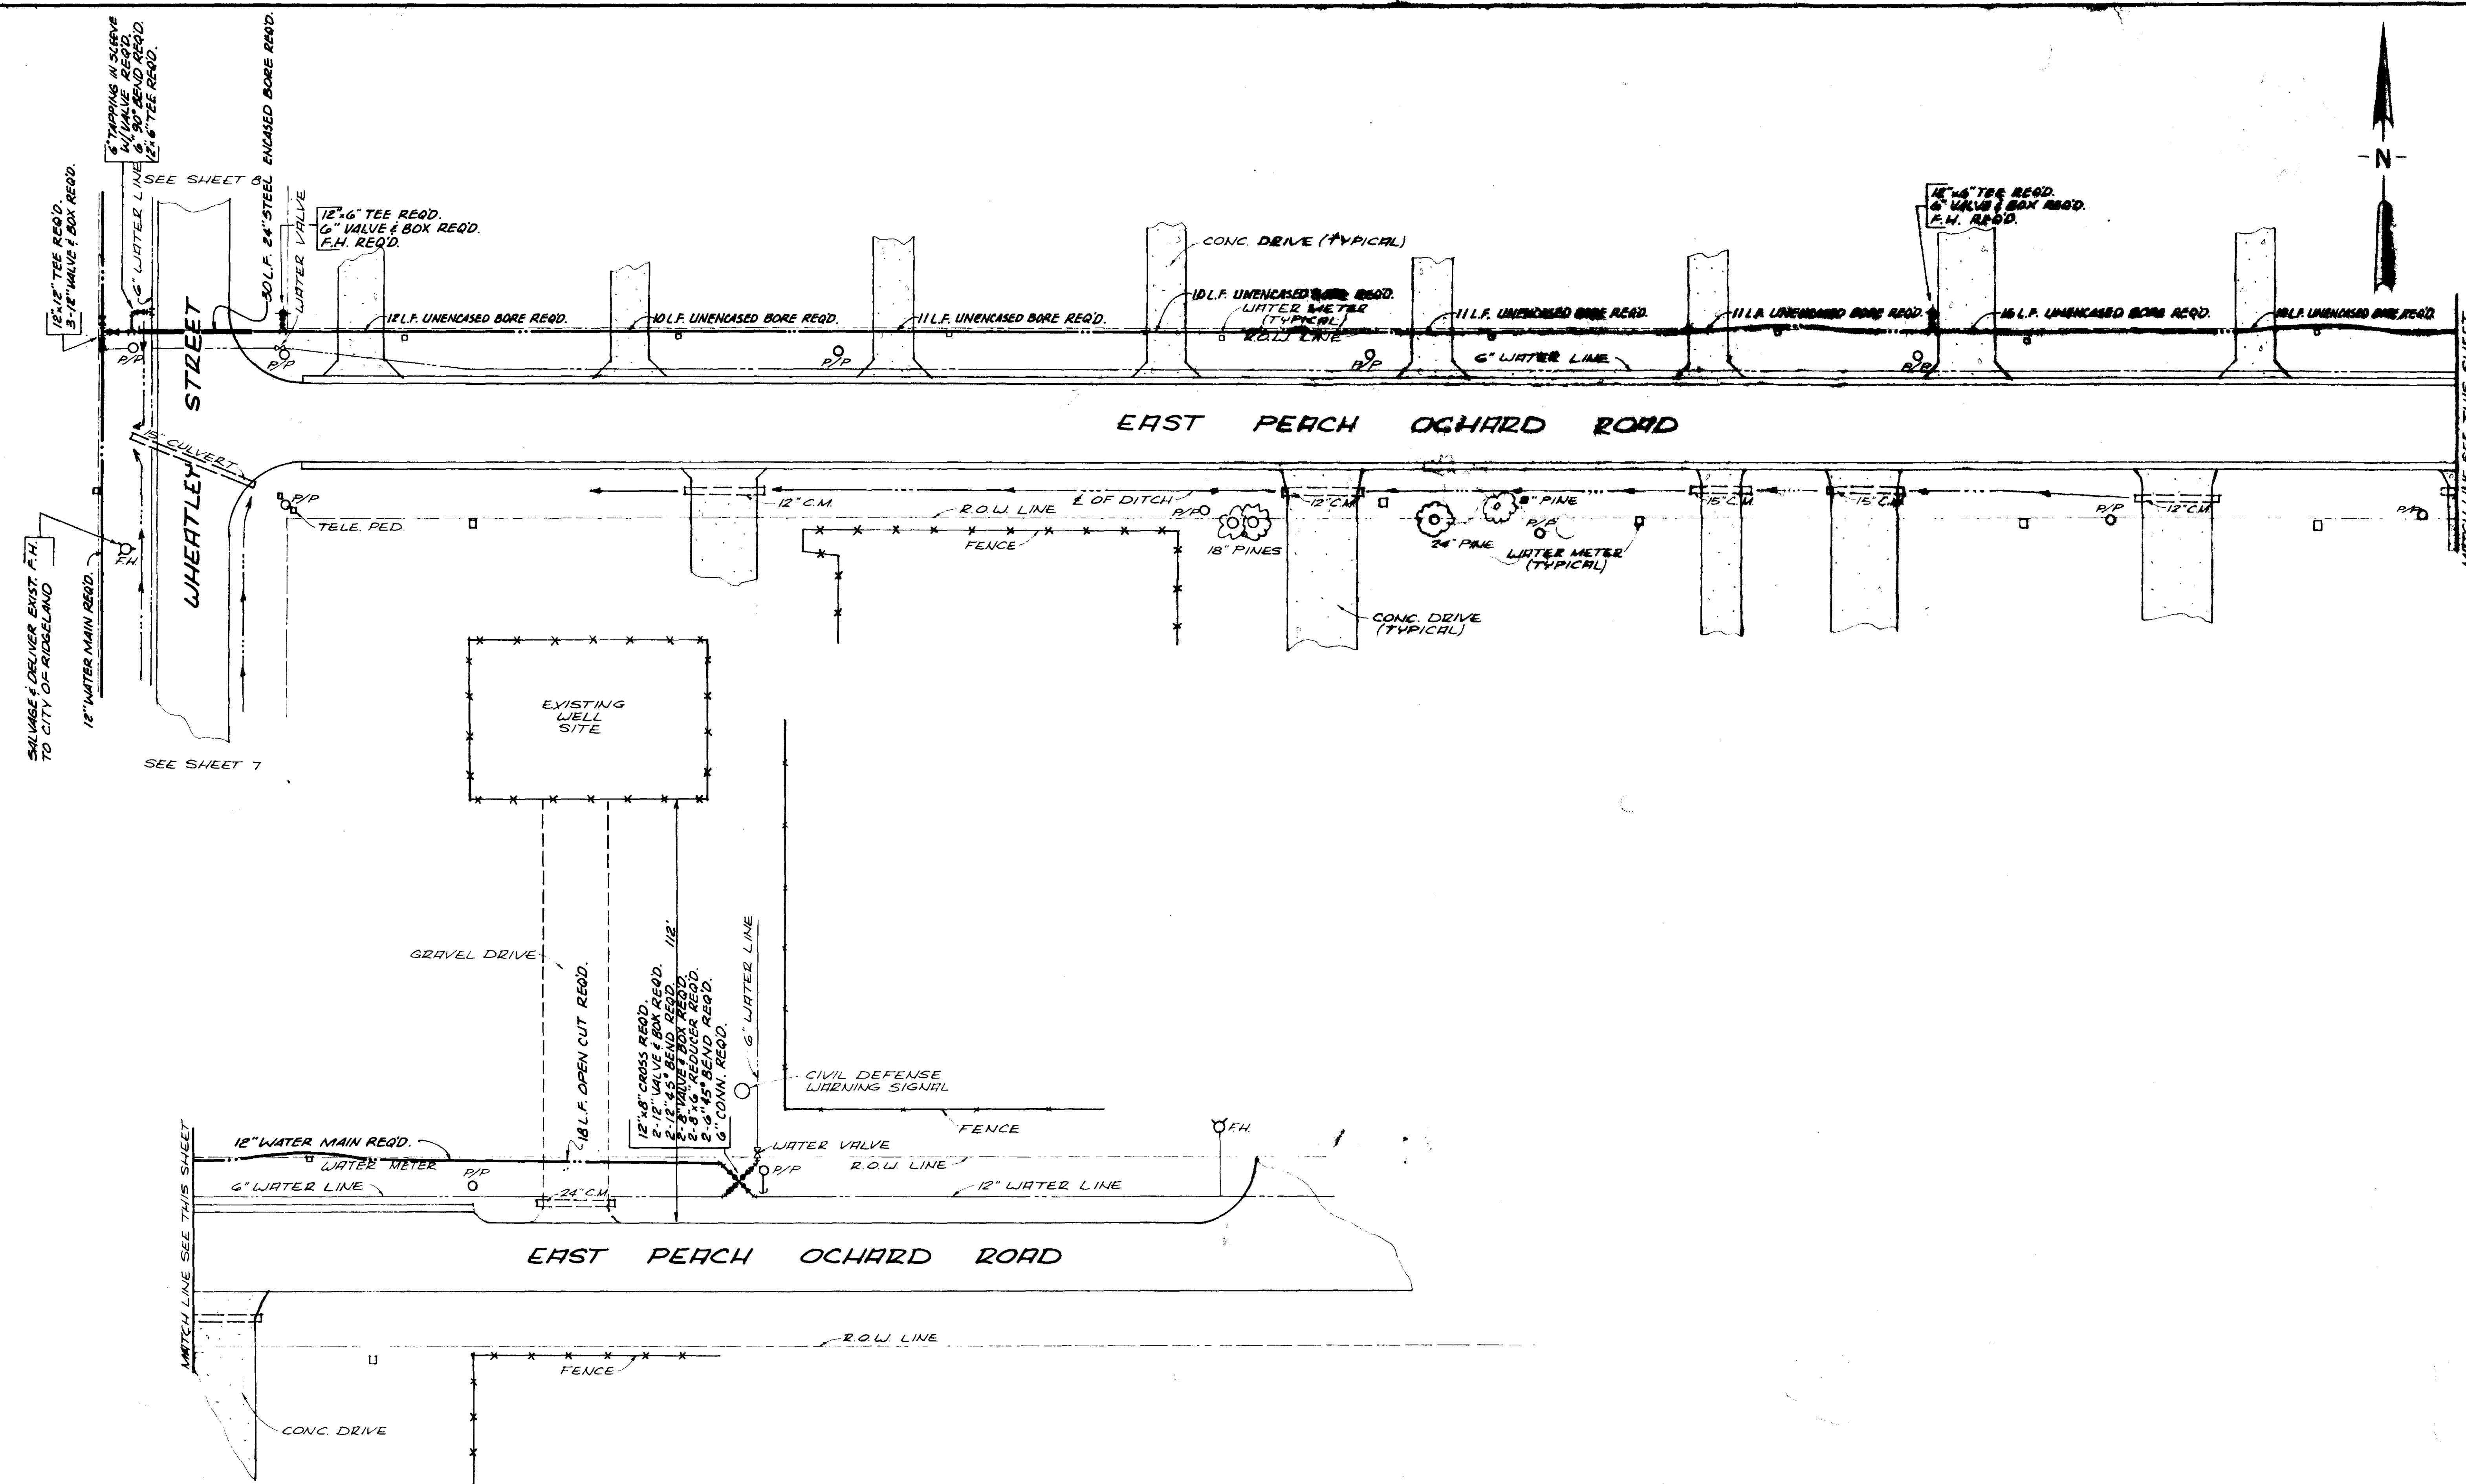 6" TAPPING IN SLEEVE
W/VALVE REQ'D.
6" 90° BEND REQ'D.
12"x6" TEE REQ'D.
30 L.F. 24" STEEL ENCASED BORE REQ'D.
12"x12" TEE REQ'D.
3-12" VALVE & BOX REQ'D.
6" WATER LINE
SEE SHEET 8
WATER VALVE
12"x6" TEE REQ'D.
6" VALVE & BOX REQ'D.
F.H. REQ'D.
12"x6" TEE REQ'D.
6" VALVE & BOX REQ'D.
F.H. REQ'D.
-N-
CONC. DRIVE (TYPICAL)
12 L.F. UNENCASED BORE REQ'D.
10 L.F. UNENCASED BORE REQ'D.
11 L.F. UNENCASED BORE REQ'D.
10 L.F. UNENCASED BORE REQ'D.
WATER METER
(TYPICAL)
R.O.W. LINE
11 L.F. UNENCASED BORE REQ'D.
11 L.F. UNENCASED BORE REQ'D.
16 L.F. UNENCASED BORE REQ'D.
L.F. UNENCASED BORE REQ'D.
P/P
P/P
P/P
P/P
P/P
6" WATER LINE
WHEATLEY STREET
EAST PEACH OCHARD ROAD
MATCH LINE SEE THIS SHEET
15" CULVERT
P/P
TELE. PED.
12" C.M.
R.O.W. LINE
℄ OF DITCH
P/P
FENCE
18" PINES
12" C.M.
24" PINE
PINE
P/P
WATER METER
(TYPICAL)
15" C.M.
15" C.M.
P/P
12" C.M.
P/P
CONC. DRIVE
(TYPICAL)
SALVAGE & DELIVER EXIST. F.H.
TO CITY OF RIDGELAND
12" WATER MAIN REQ'D.
F.H.
SEE SHEET 7
EXISTING
WELL
SITE
GRAVEL DRIVE
18 L.F. OPEN CUT REQ'D.
112'
12"x8" CROSS REQ'D.
2-12" VALVE & BOX REQ'D.
2-12" 45° BEND REQ'D.
2-8" VALVE & BOX REQ'D.
2-8"x6" REDUCER REQ'D.
2-6" 45° BEND REQ'D.
6" CONN. REQ'D.
6" WATER LINE
CIVIL DEFENSE
WARNING SIGNAL
FENCE
F.H.
MATCH LINE SEE THIS SHEET
12" WATER MAIN REQ'D.
WATER METER
P/P
WATER VALVE
P/P
R.O.W. LINE
6" WATER LINE
24" C.M.
12" WATER LINE
EAST PEACH OCHARD ROAD
R.O.W. LINE
FENCE
CONC. DRIVE